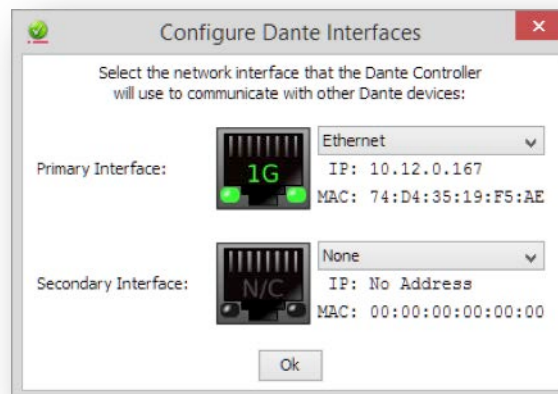 Configure Dante Interfaces
Select the network interface that the Dante Controller
will use to communicate with other Dante devices:
Primary Interface:
1G
Ethernet
IP: 10.12.0.167
MAC: 74:D4:35:19:F5:AE
Secondary Interface:
N/C
None
IP: No Address
MAC: 00:00:00:00:00:00
Ok